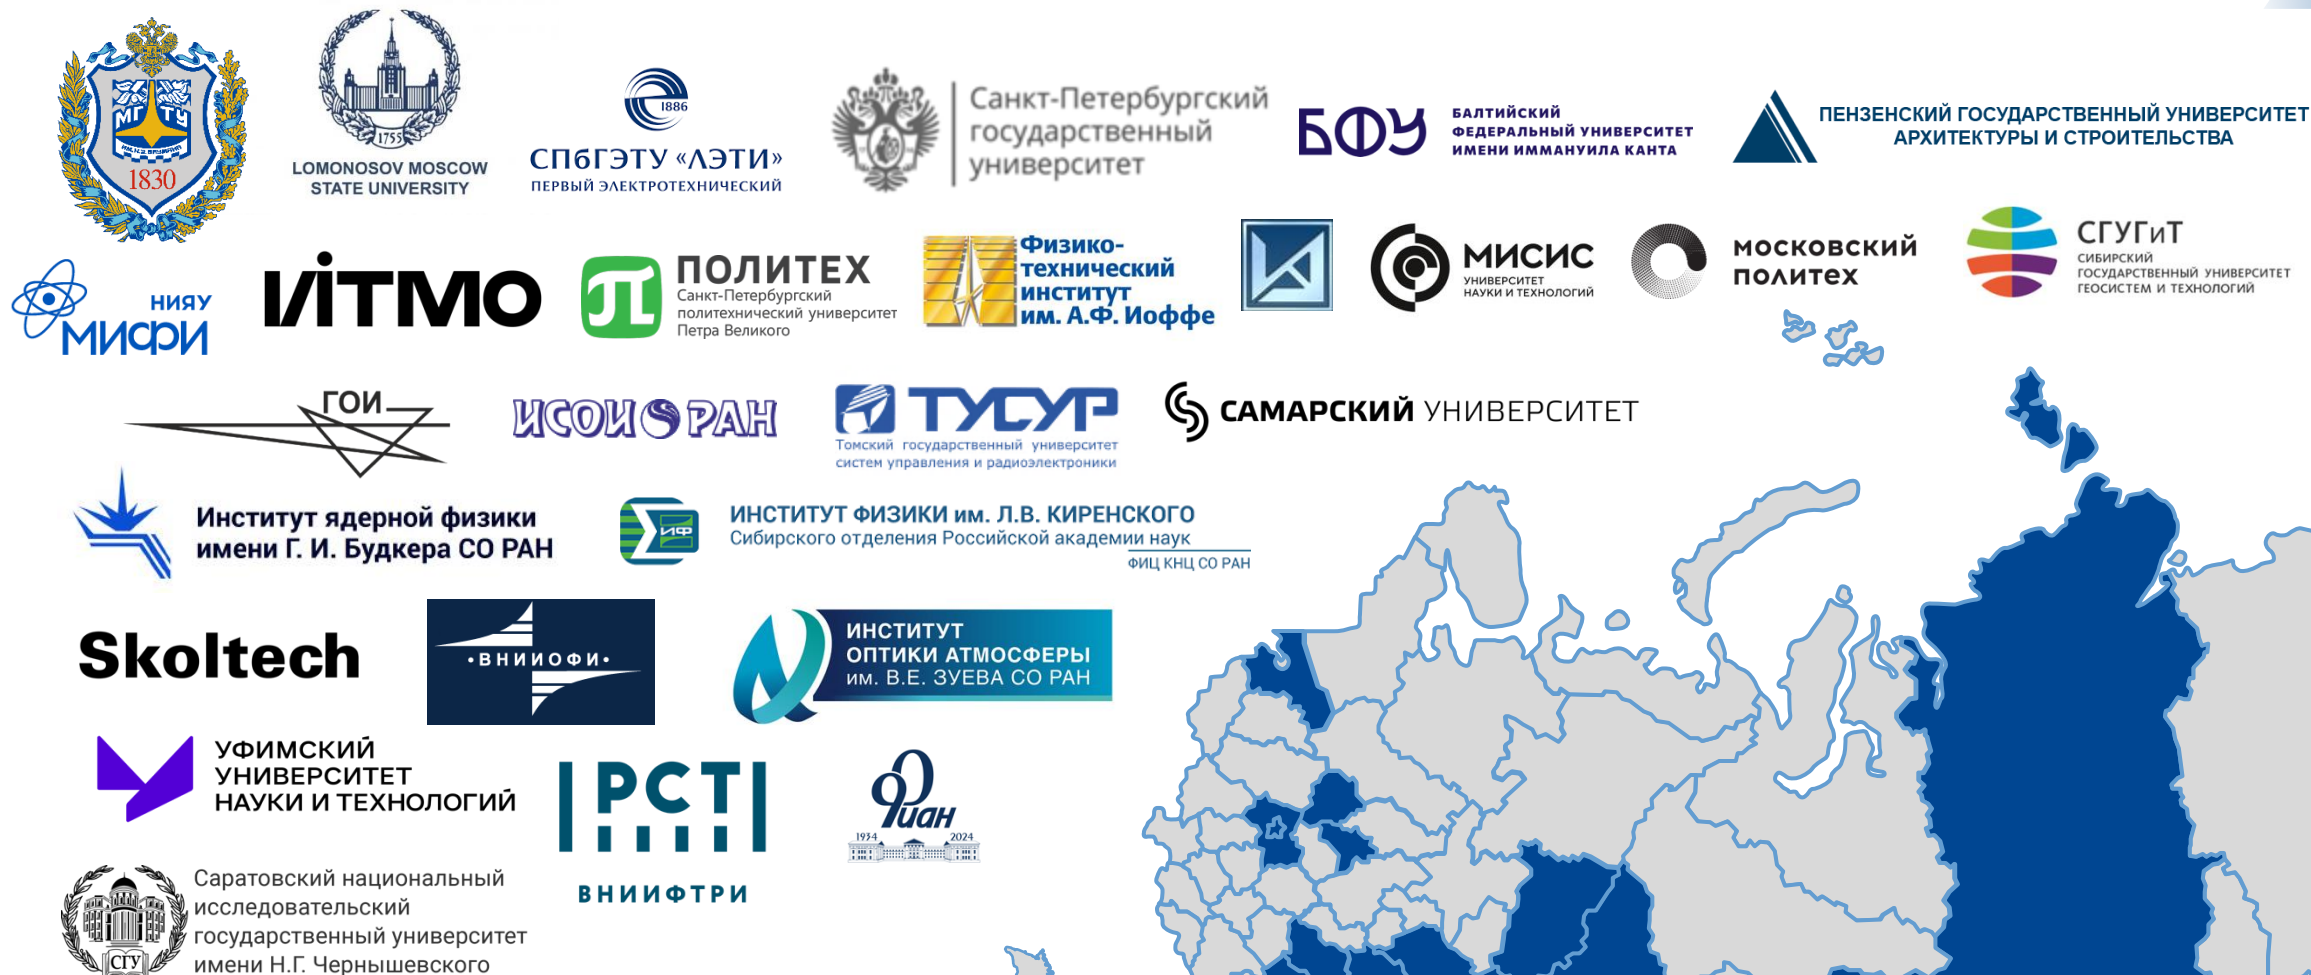 МГ ТУ
1830
1755
LOMONOSOV MOSCOW
STATE UNIVERSITY
1886
СПбГЭТУ «ЛЭТИ»
ПЕРВЫЙ ЭЛЕКТРОТЕХНИЧЕСКИЙ
Санкт-Петербургский
государственный
университет
БФУ
БАЛТИЙСКИЙ
ФЕДЕРАЛЬНЫЙ УНИВЕРСИТЕТ
ИМЕНИ ИММАНУИЛА КАНТА
ПЕНЗЕНСКИЙ ГОСУДАРСТВЕННЫЙ УНИВЕРСИТЕТ
АРХИТЕКТУРЫ И СТРОИТЕЛЬСТВА
НИЯУ
МИФИ
ИТМО
ПОЛИТЕХ
Санкт-Петербургский
политехнический университет
Петра Великого
Физико-
технический
институт
им. А.Ф. Иоффе
МИСИС
УНИВЕРСИТЕТ
НАУКИ И ТЕХНОЛОГИЙ
МОСКОВСКИЙ
ПОЛИТЕХ
СГУГиТ
СИБИРСКИЙ
ГОСУДАРСТВЕННЫЙ УНИВЕРСИТЕТ
ГЕОСИСТЕМ И ТЕХНОЛОГИЙ
ГОИ
ИСОИ РАН
ТУСУР
Томский государственный университет
систем управления и радиоэлектроники
САМАРСКИЙ УНИВЕРСИТЕТ
Институт ядерной физики
имени Г. И. Будкера СО РАН
ИФ
ИНСТИТУТ ФИЗИКИ им. Л.В. КИРЕНСКОГО
Сибирского отделения Российской академии наук
ФИЦ КНЦ СО РАН
Skoltech
•ВНИИОФИ•
ИНСТИТУТ
ОПТИКИ АТМОСФЕРЫ
им. В.Е. ЗУЕВА СО РАН
УФИМСКИЙ
УНИВЕРСИТЕТ
НАУКИ И ТЕХНОЛОГИЙ
РСТ
ВНИИФТРИ
90
Фиан
1934 2024
Саратовский национальный
исследовательский
государственный университет
имени Н.Г. Чернышевского
СГУ